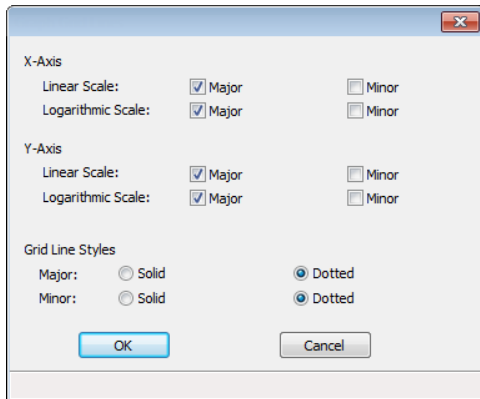 X-Axis
Linear Scale: Major Minor
Logarithmic Scale: Major Minor
Y-Axis
Linear Scale: Major Minor
Logarithmic Scale: Major Minor
Grid Line Styles
Major: Solid Dotted
Minor: Solid Dotted
OK Cancel